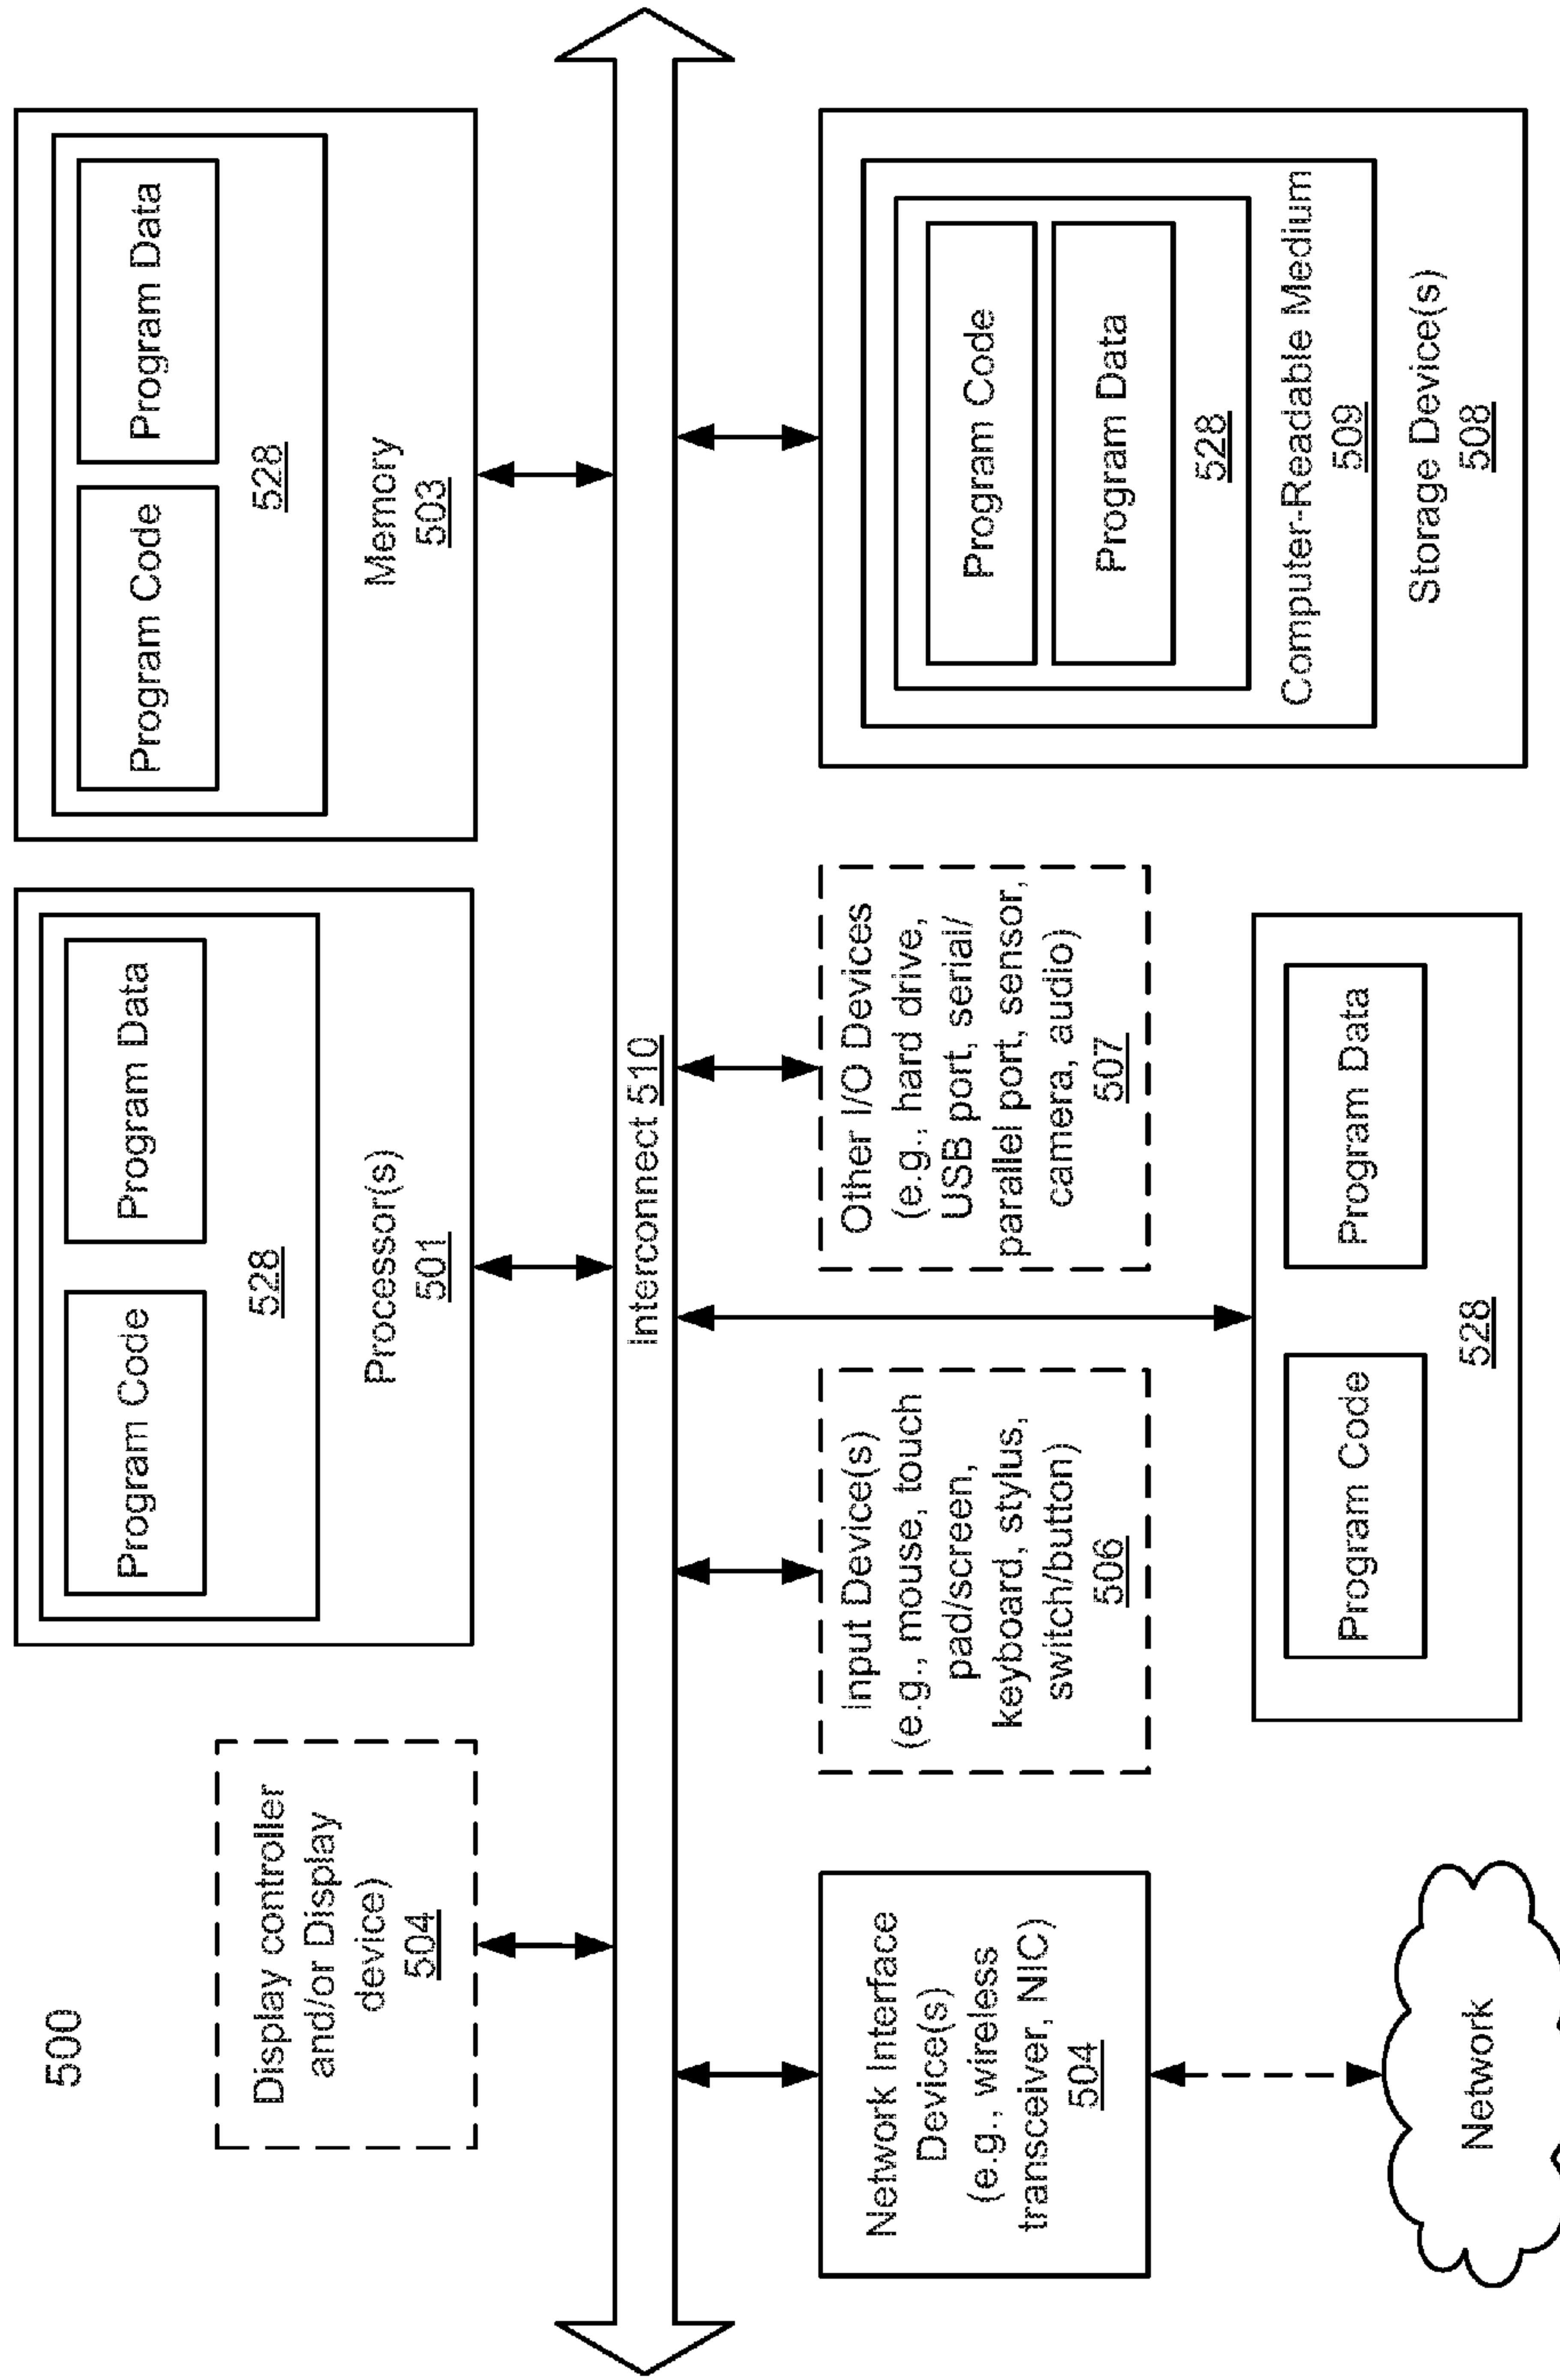 500
Display controller
and/or Display
device)
504
Program Code
Program Data
528
Processor(s)
501
Program Code
Program Data
528
Memory
503
Interconnect 510
Network Interface
Device(s)
(e.g., wireless
transceiver, NIC)
504
Input Device(s)
(e.g., mouse, touch
pad/screen,
keyboard, stylus,
switch/button)
506
Other I/O Devices
(e.g., hard drive,
USB port, serial/
parallel port, sensor,
camera, audio)
507
Program Code
Program Data
528
Computer-Readable Medium
509
Storage Device(s)
508
Network
Program Code
Program Data
528